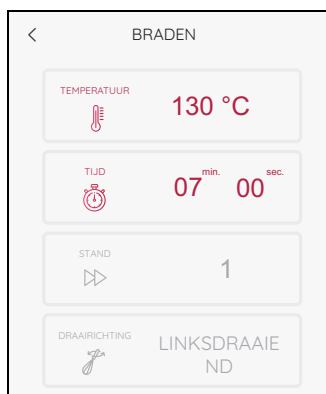 BRADEN
TEMPERATUUR
130 °C
TIJD
07 min. 00 sec.
STAND
1
DRAAIRICHTING
LINKSDRAAIE
ND